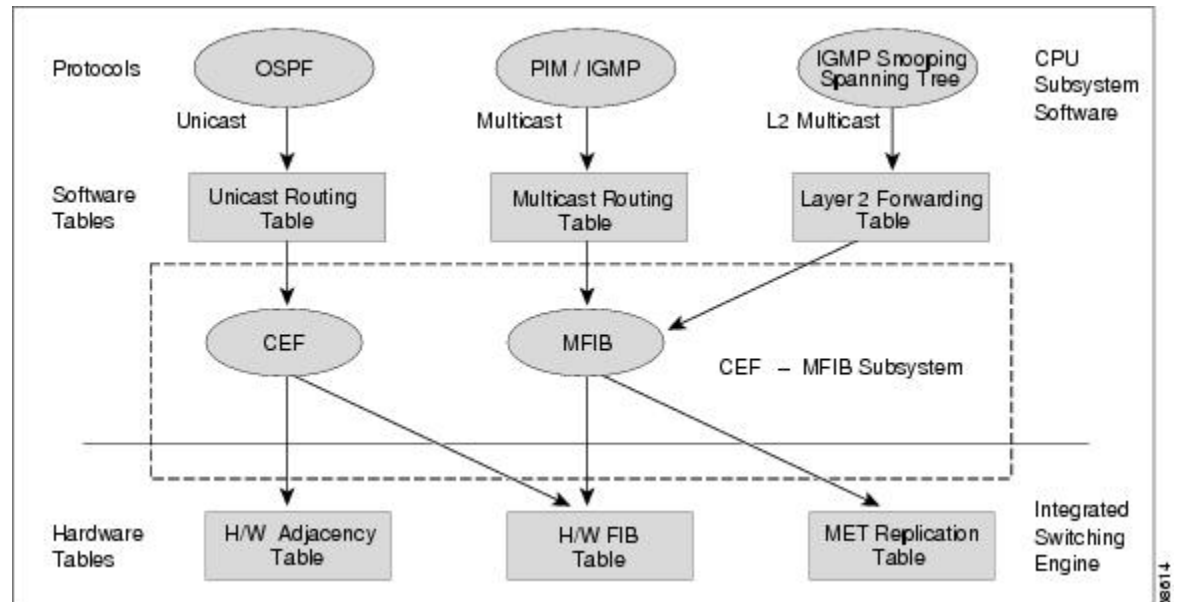 Protocols
OSPF
PIM / IGMP
IGMP Snooping
Spanning Tree
CPU
Subsystem
Software
Unicast
Multicast
L2 Multicast
Software
Tables
Unicast Routing
Table
Multicast Routing
Table
Layer 2 Forwarding
Table
CEF
MFIB
CEF – MFIB Subsystem
Hardware
Tables
H/W Adjacency
Table
H/W FIB
Table
MET Replication
Table
Integrated
Switching
Engine